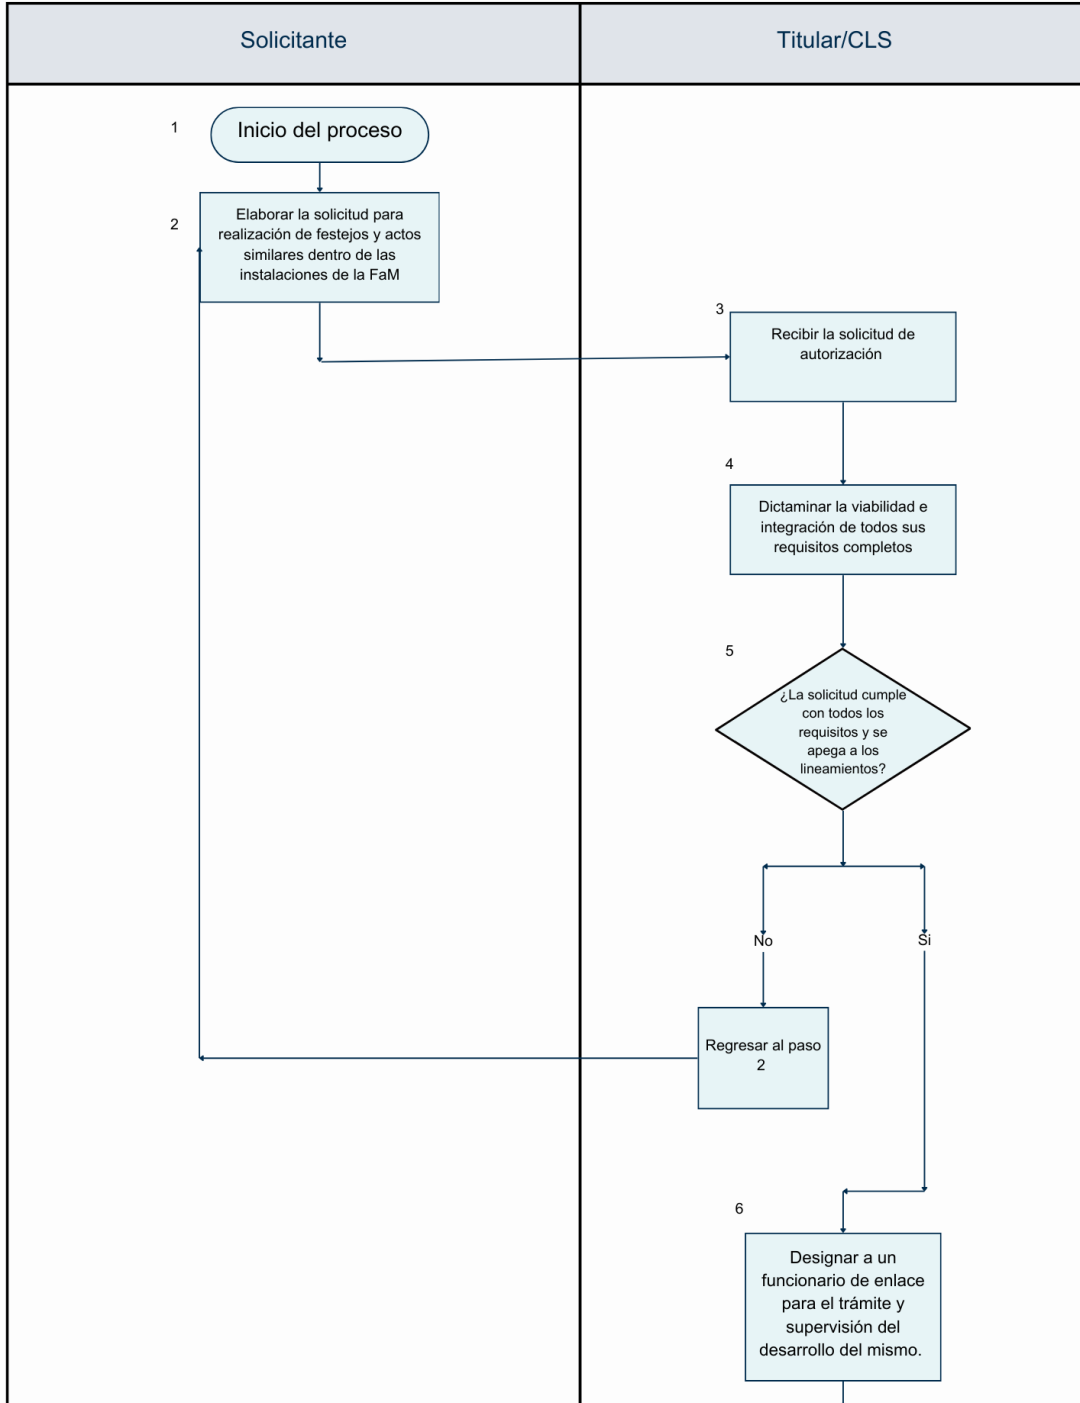 Solicitante
Titular/CLS
1
Inicio del proceso
2
Elaborar la solicitud para
realización de festejos y actos
similares dentro de las
instalaciones de la FaM
3
Recibir la solicitud de
autorización
4
Dictaminar la viabilidad e
integración de todos sus
requisitos completos
5
¿La solicitud cumple
con todos los
requisitos y se
apega a los
lineamientos?
No
Si
Regresar al paso
2
6
Designar a un
funcionario de enlace
para el trámite y
supervisión del
desarrollo del mismo.